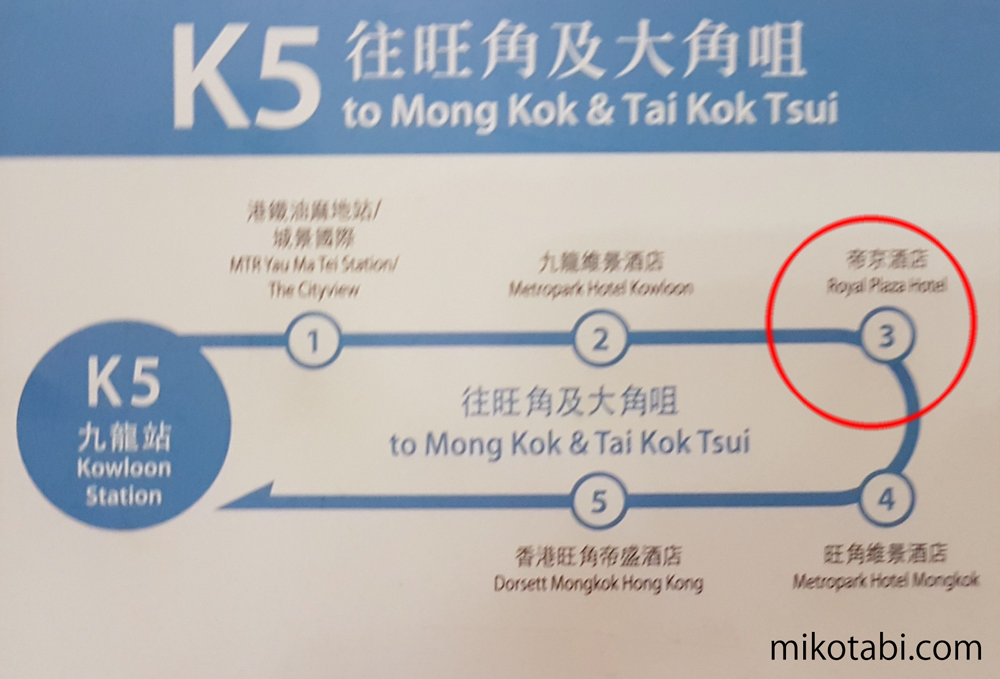 K5
往旺角及大角咀
to Mong Kok & Tai Kok Tsui
港鐵油麻地站/
城景國際
MTR Yau Ma Tei Station/
The Cityview
九龍維景酒店
Metropark Hotel Kowloon
帝京酒店
Royal Plaza Hotel
1
2
3
K5
九龍站
Kowloon
Station
往旺角及大角咀
to Mong Kok & Tai Kok Tsui
5
4
香港旺角帝盛酒店
Dorsett Mongkok Hong Kong
旺角維景酒店
Metropark Hotel Mongkok
mikotabi.com